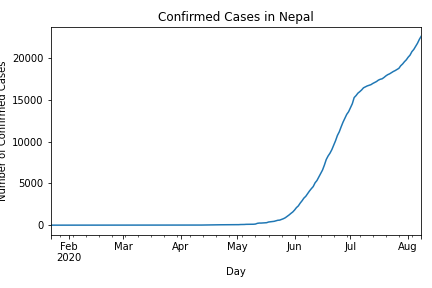 Confirmed Cases in Nepal
Number of Confirmed Cases
20000
15000
10000
5000
0
Feb Mar Apr May Jun Jul Aug
2020
Day